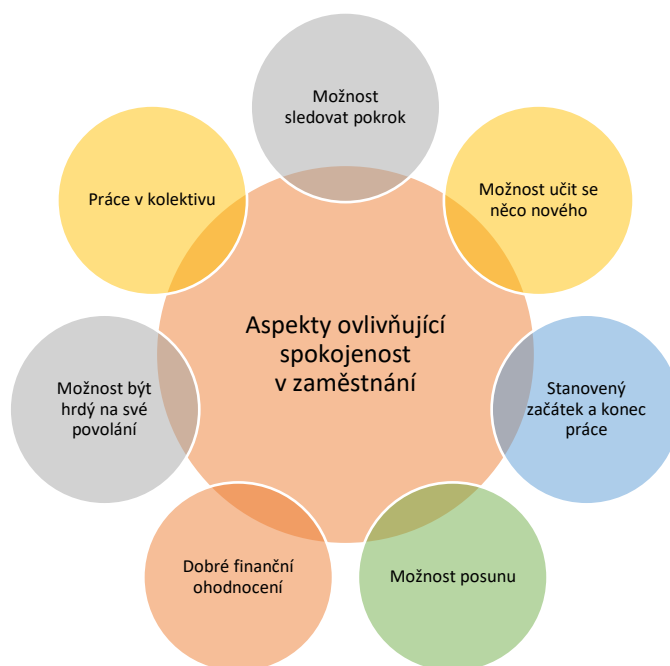 Možnost
sledovat pokrok
Možnost učit se
něco nového
Stanovený
začátek a konec
práce
Možnost posunu
Dobré finanční
ohodnocení
Možnost být
hrdý na své
povolání
Práce v kolektivu
Aspekty ovlivňující
spokojenost
v zaměstnání